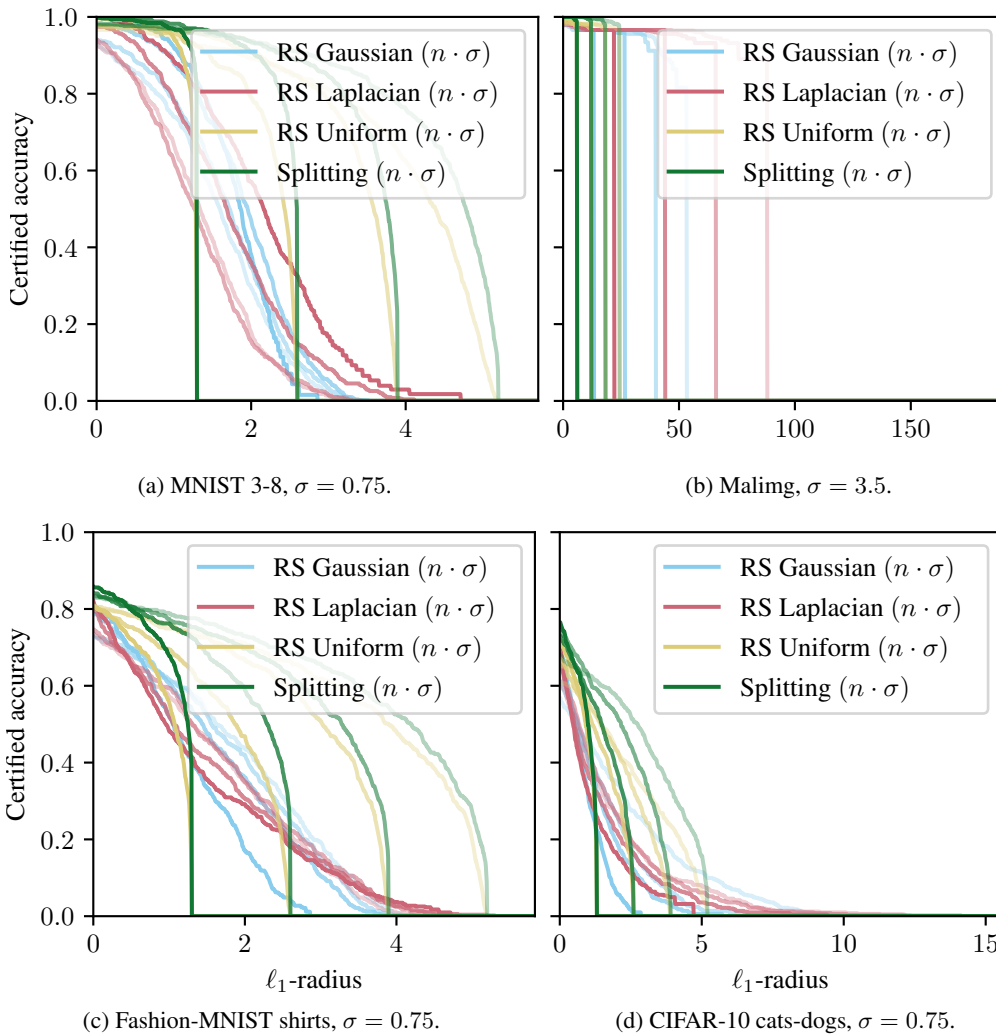 1.0
0.8
0.6
0.4
0.2
0.0
Certified accuracy
0 2 4
RS Gaussian (n · σ)
RS Laplacian (n · σ)
RS Uniform (n · σ)
Splitting (n · σ)
(a) MNIST 3-8, σ = 0.75.
0 50 100 150
RS Gaussian (n · σ)
RS Laplacian (n · σ)
RS Uniform (n · σ)
Splitting (n · σ)
(b) Malimg, σ = 3.5.
1.0
0.8
0.6
0.4
0.2
0.0
Certified accuracy
0 2 4
RS Gaussian (n · σ)
RS Laplacian (n · σ)
RS Uniform (n · σ)
Splitting (n · σ)
ℓ₁-radius
(c) Fashion-MNIST shirts, σ = 0.75.
0 5 10 15
RS Gaussian (n · σ)
RS Laplacian (n · σ)
RS Uniform (n · σ)
Splitting (n · σ)
ℓ₁-radius
(d) CIFAR-10 cats-dogs, σ = 0.75.